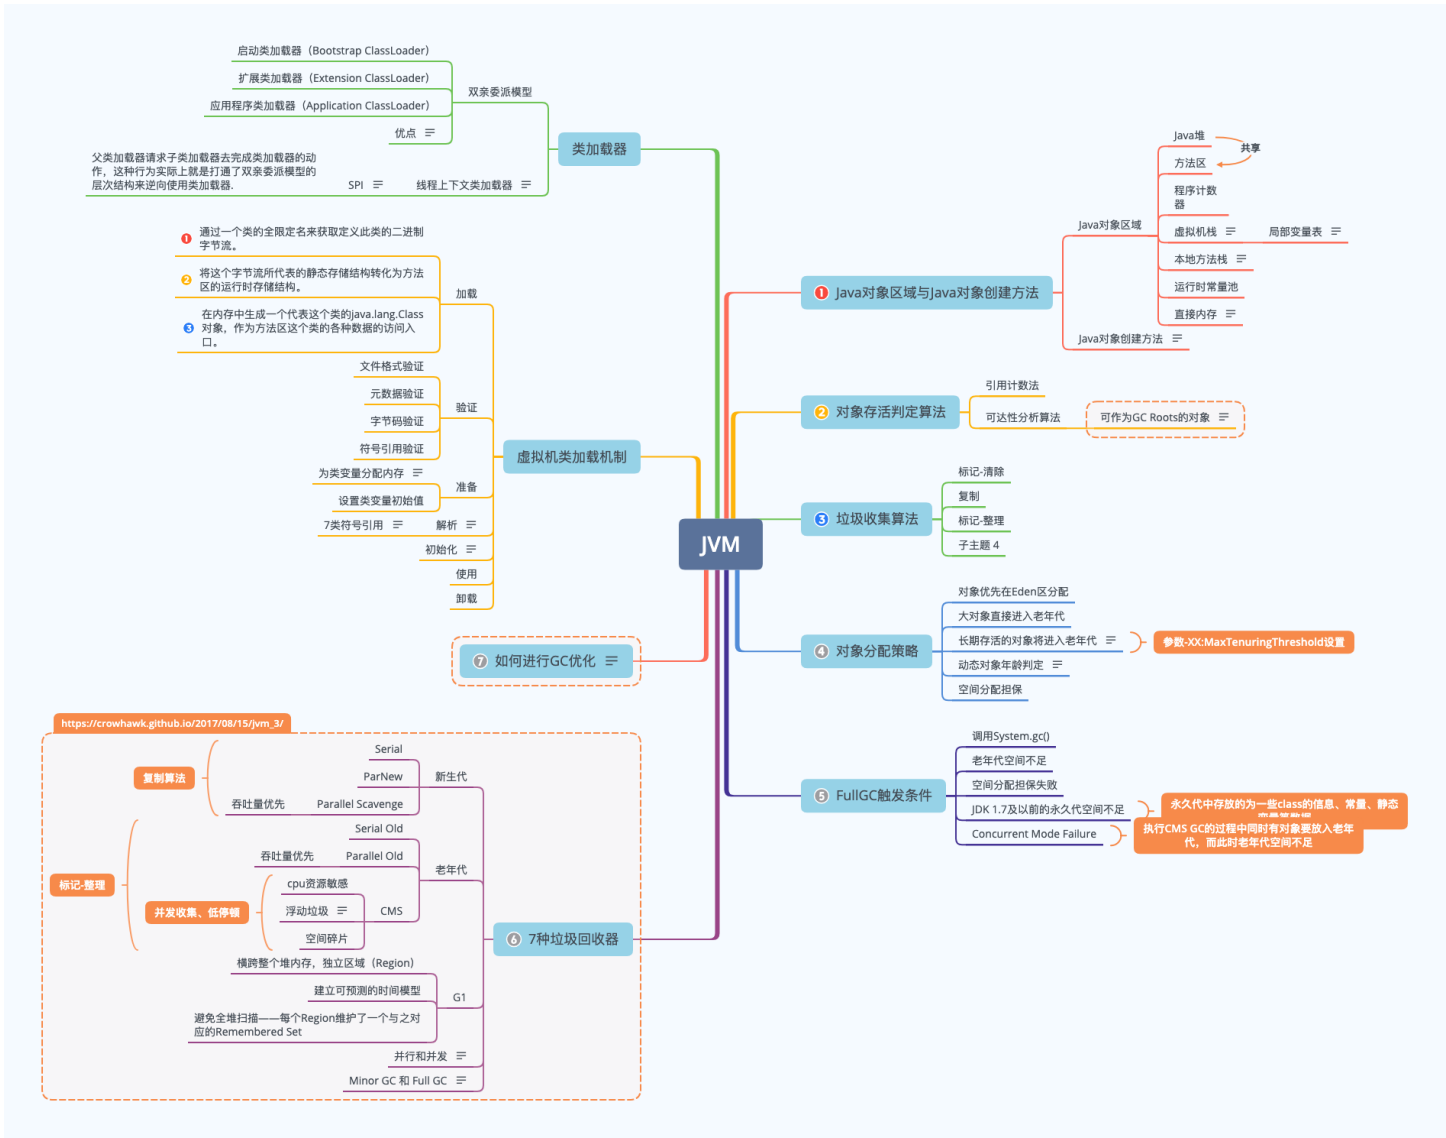 JVM
类加载器
双亲委派模型
启动类加载器（Bootstrap ClassLoader）
扩展类加载器（Extension ClassLoader）
应用程序类加载器（Application ClassLoader）
优点
线程上下文类加载器
SPI
父类加载器请求子类加载器去完成类加载器的动
作，这种行为实际上就是打通了双亲委派模型的
层次结构来逆向使用类加载器.
虚拟机类加载机制
加载
1
通过一个类的全限定名来获取定义此类的二进制
字节流。
2
将这个字节流所代表的静态存储结构转化为方法
区的运行时存储结构。
3
在内存中生成一个代表这个类的java.lang.Class
对象，作为方法区这个类的各种数据的访问入
口。
验证
文件格式验证
元数据验证
字节码验证
符号引用验证
准备
为类变量分配内存
设置类变量初始值
解析
7类符号引用
初始化
使用
卸载
1 Java对象区域与Java对象创建方法
Java对象区域
Java堆
共享
方法区
程序计数
器
虚拟机栈
局部变量表
本地方法栈
运行时常量池
直接内存
Java对象创建方法
2 对象存活判定算法
引用计数法
可达性分析算法
可作为GC Roots的对象
3 垃圾收集算法
标记-清除
复制
标记-整理
子主题 4
4 对象分配策略
对象优先在Eden区分配
大对象直接进入老年代
长期存活的对象将进入老年代
参数-XX:MaxTenuringThreshold设置
动态对象年龄判定
空间分配担保
5 FullGC触发条件
调用System.gc()
老年代空间不足
空间分配担保失败
JDK 1.7及以前的永久代空间不足
永久代中存放的为一些class的信息、常量、静态
Concurrent Mode Failure
执行CMS GC的过程中同时有对象要放入老年
代，而此时老年代空间不足
7 如何进行GC优化
6 7种垃圾回收器
https://crowhawk.github.io/2017/08/15/jvm_3/
新生代
Serial
ParNew
Parallel Scavenge
吞吐量优先
复制算法
老年代
Serial Old
Parallel Old
吞吐量优先
CMS
cpu资源敏感
浮动垃圾
空间碎片
并发收集、低停顿
标记-整理
G1
横跨整个堆内存，独立区域（Region）
建立可预测的时间模型
避免全堆扫描——每个Region维护了一个与之对
应的Remembered Set
并行和并发
Minor GC 和 Full GC